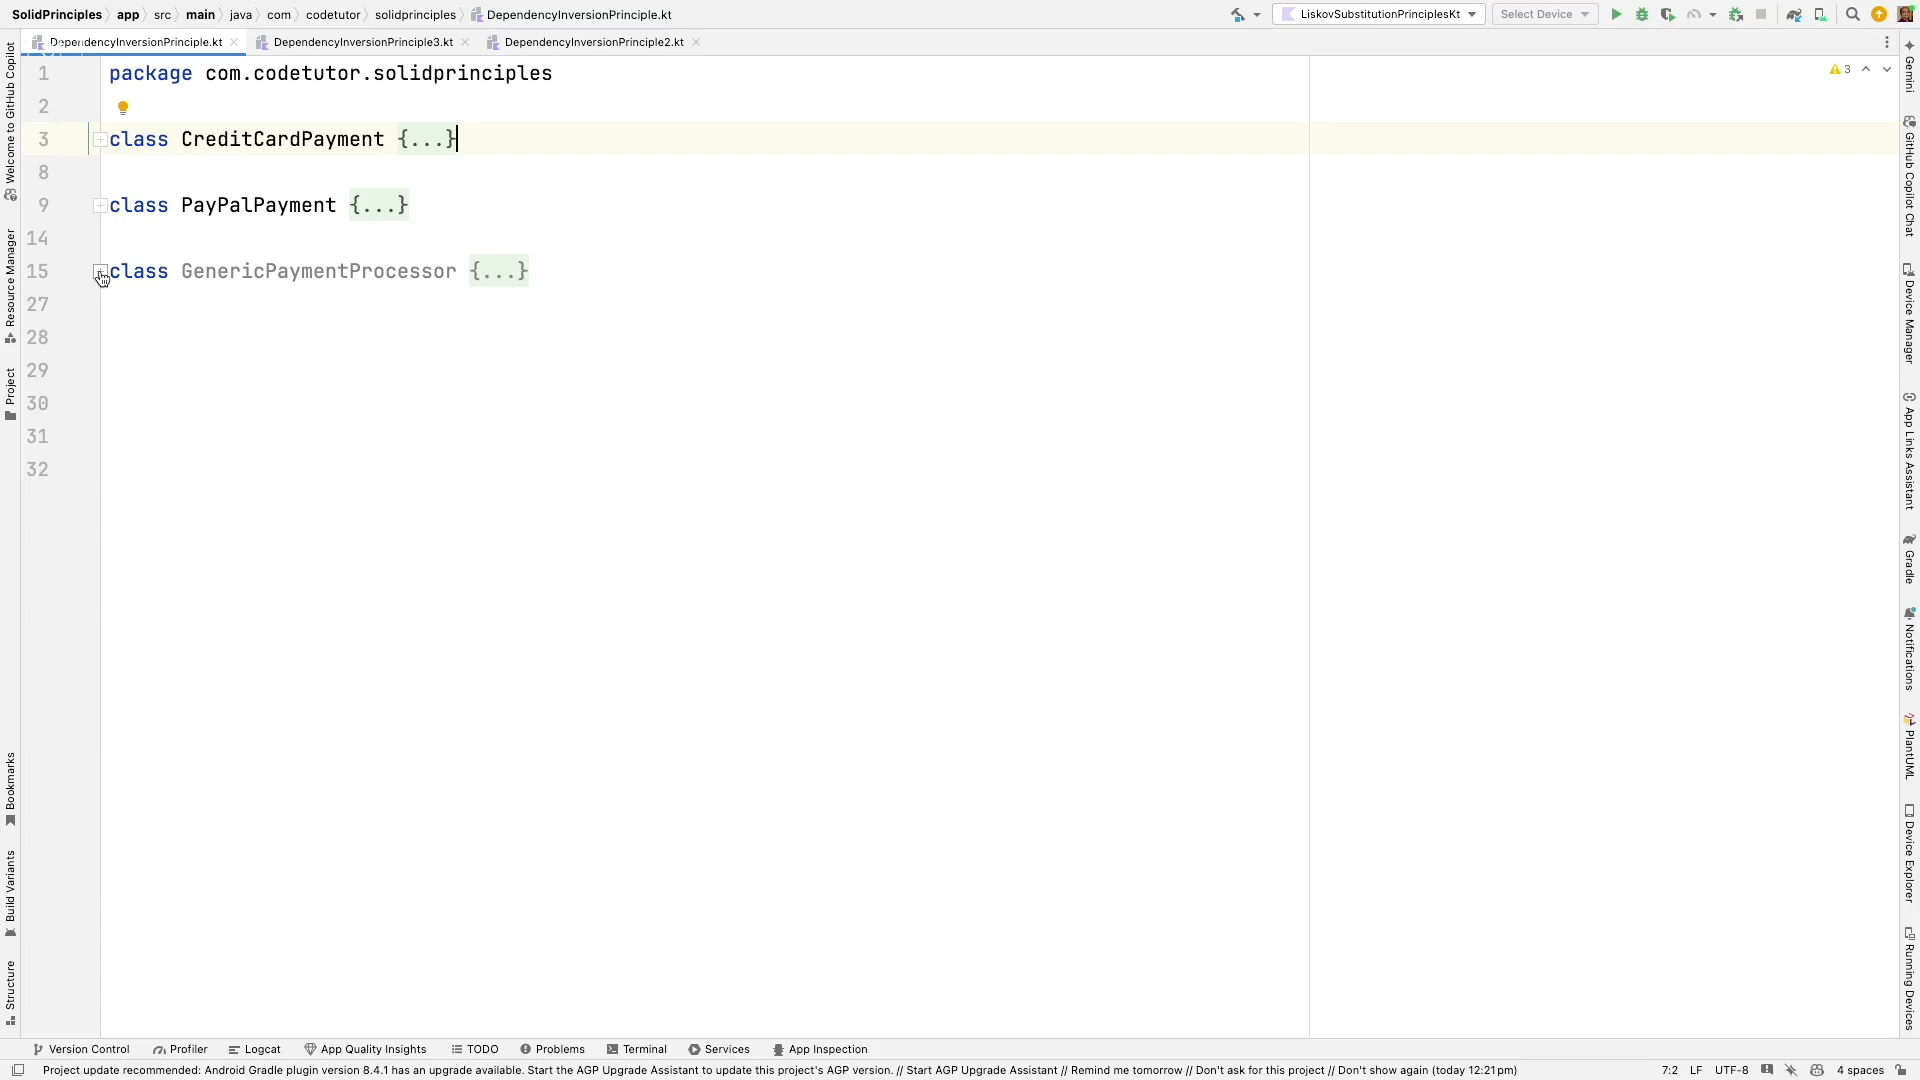 SolidPrinciples app src main java com codetutor solidprinciples DependencyInversionPrinciple.kt LiskovSubstitutionPrinciplesKt Select Device
DependencyInversionPrinciple.kt DependencyInversionPrinciple3.kt DependencyInversionPrinciple2.kt
1 package com.codetutor.solidprinciples
3
2
3 class CreditCardPayment {...}
8
9 class PayPalPayment {...}
14
15 class GenericPaymentProcessor {...}
27
28
29
30
31
32
Welcome to GitHub Copilot
Resource Manager
Project
Bookmarks
Build Variants
Structure
Gemini
GitHub Copilot Chat
Device Manager
App Links Assistant
Gradle
Notifications
PlantUML
Device Explorer
Running Devices
Version Control Profiler Logcat App Quality Insights TODO Problems Terminal Services App Inspection
Project update recommended: Android Gradle plugin version 8.4.1 has an upgrade available. Start the AGP Upgrade Assistant to update this project's AGP version. // Start AGP Upgrade Assistant // Remind me tomorrow // Don't ask for this project // Don't show again (today 12:21 pm) 7:2 LF UTF-8 4 spaces